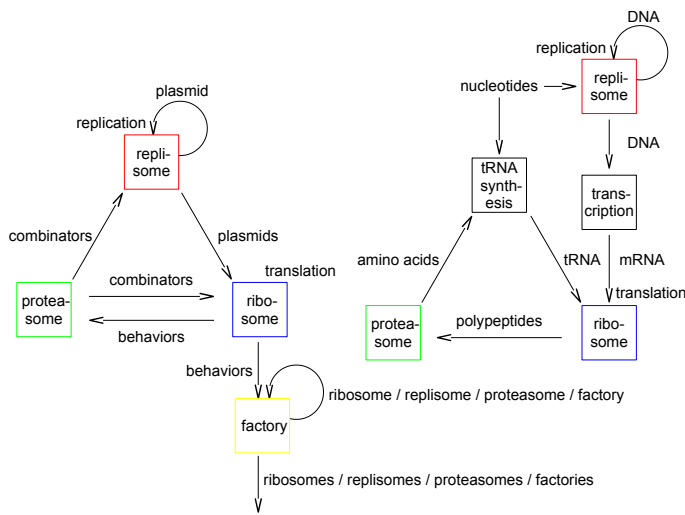 plasmid
replication
repli-
some
combinators
plasmids
translation
combinators
protea-
some
ribo-
some
behaviors
behaviors
ribosome / replisome / proteasome / factory
factory
ribosomes / replisomes / proteasomes / factories
DNA
replication
repli-
some
nucleotides
DNA
tRNA
synth-
esis
trans-
cription
amino acids
tRNA
mRNA
translation
protea-
some
polypeptides
ribo-
some